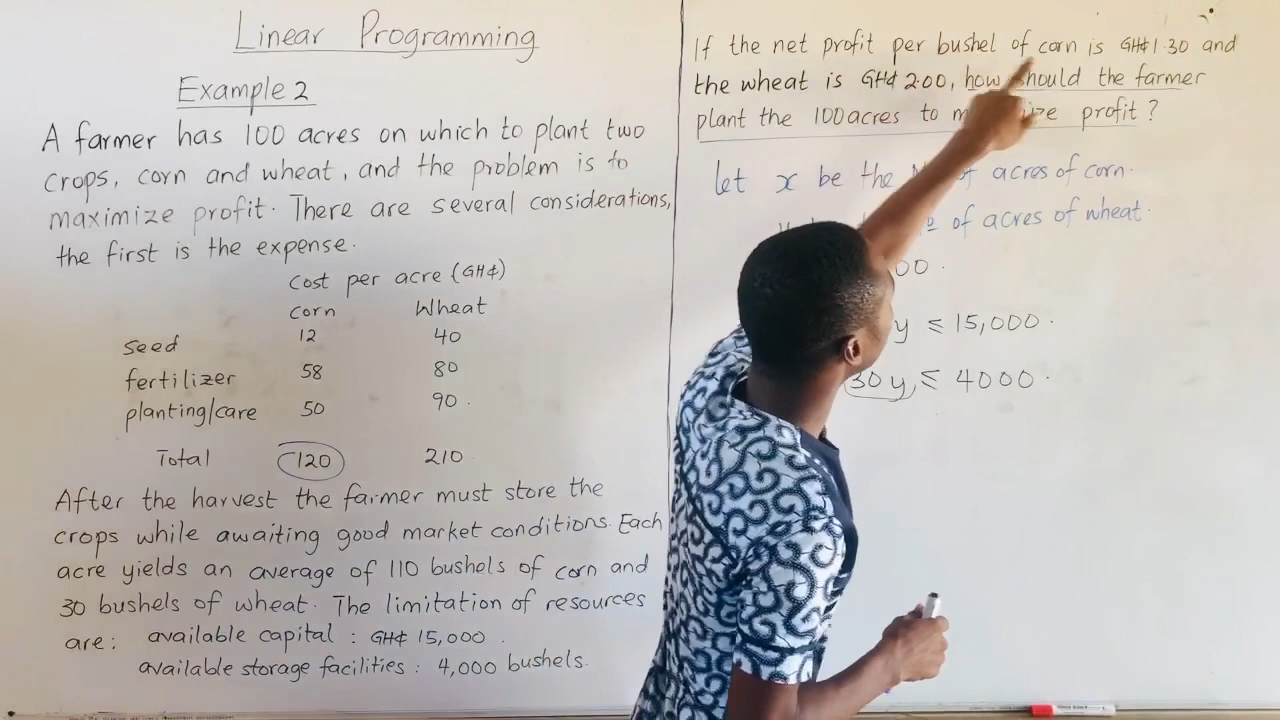 Linear Programming
Example 2
A farmer has 100 acres on which to plant two
crops, corn and wheat, and the problem is to
maximize profit. There are several considerations,
the first is the expense.
Cost per acre (GH¢)
corn Wheat
seed 12 40
fertilizer 58 80
planting/care 50 90
Total 120 210
After the harvest the farmer must store the
crops while awaiting good market conditions. Each
acre yields an average of 110 bushels of corn and
30 bushels of wheat. The limitation of resources
are: available capital : GH¢ 15,000.
available storage facilities : 4,000 bushels.
If the net profit per bushel of corn is GH¢1.30 and
the wheat is GH¢ 2.00, how should the farmer
plant the 100 acres to profit?
Let x be the of acres of corn.
of acres of wheat.
00.
y ≤ 15,000.
30y ≤ 4000.